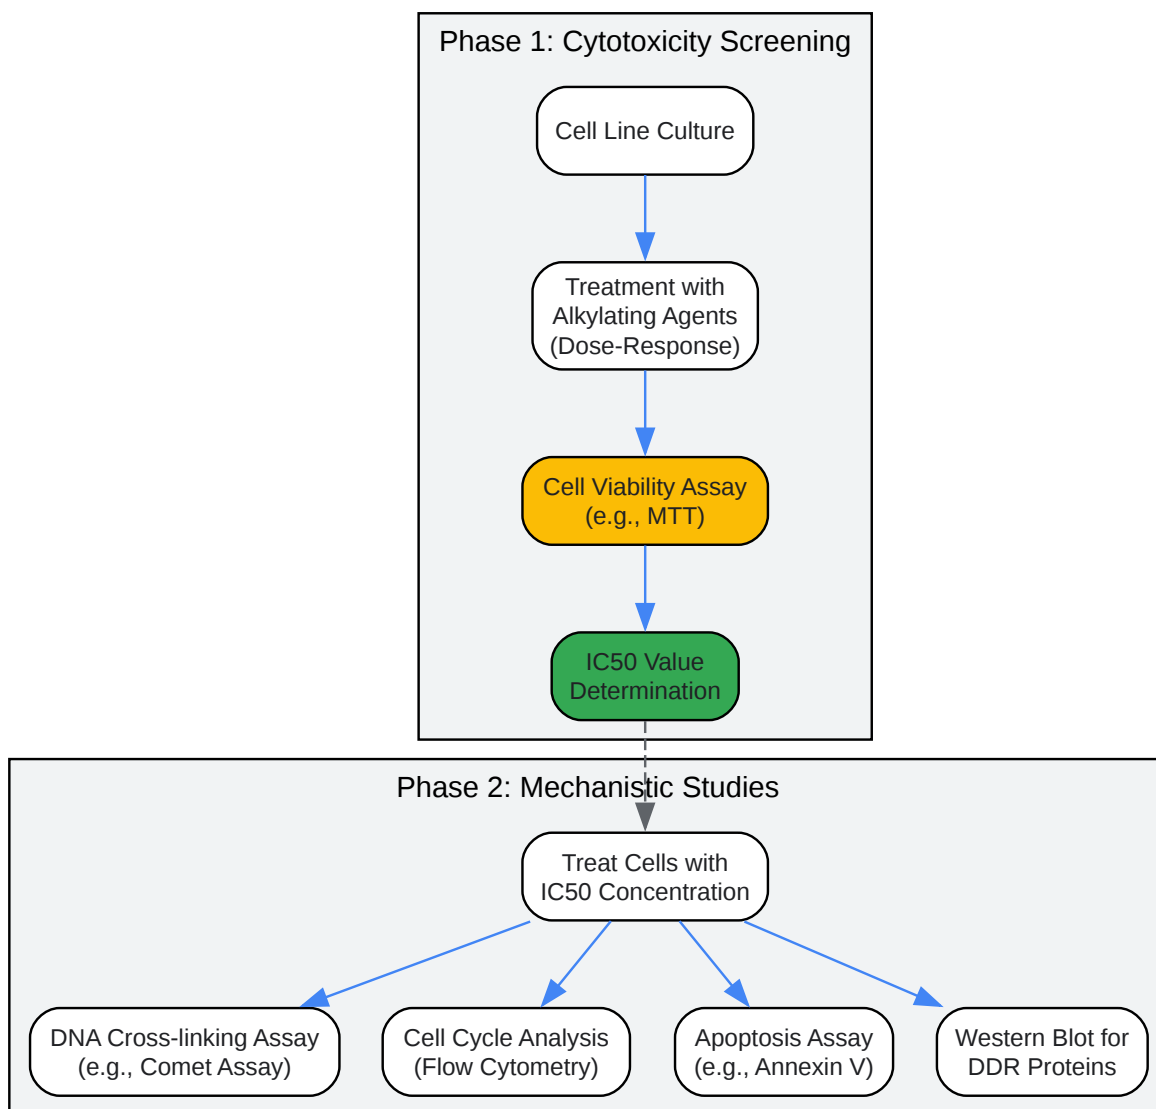 Phase 1: Cytotoxicity Screening
Cell Line Culture
Treatment with
Alkylating Agents
(Dose-Response)
Cell Viability Assay
(e.g., MTT)
IC50 Value
Determination
Phase 2: Mechanistic Studies
Treat Cells with
IC50 Concentration
DNA Cross-linking Assay
(e.g., Comet Assay)
Cell Cycle Analysis
(Flow Cytometry)
Apoptosis Assay
(e.g., Annexin V)
Western Blot for
DDR Proteins